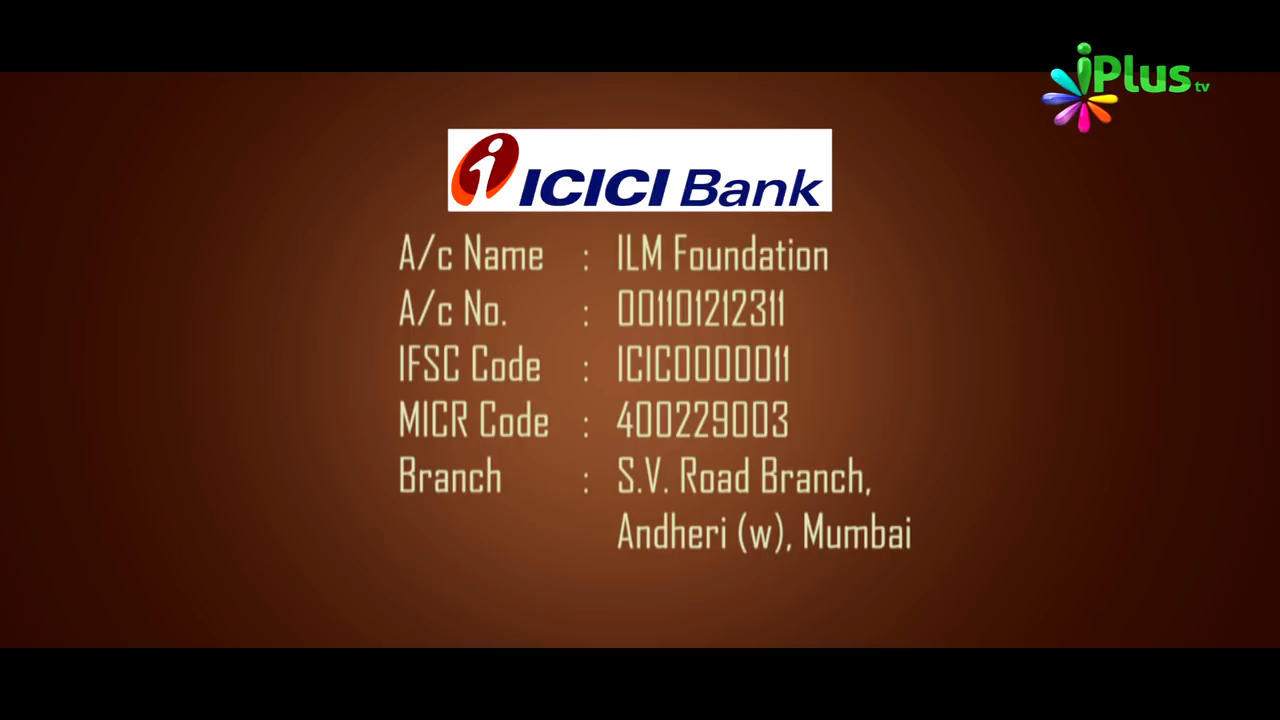 iPlus tv
ICICI Bank
A/c Name : ILM Foundation
A/c No. : 001101212311
IFSC Code : ICIC0000011
MICR Code : 400229003
Branch : S.V. Road Branch,
Andheri (w), Mumbai